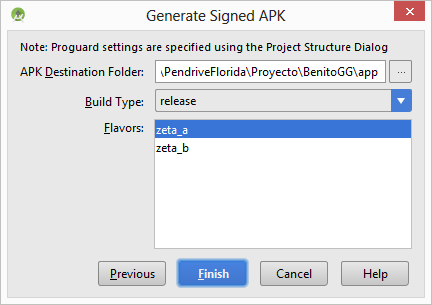 Generate Signed APK
Note: Proguard settings are specified using the Project Structure Dialog
APK Destination Folder: \PendriveFlorida\Proyecto\BenitoGG\app ...
Build Type: release
Flavors: zeta_a
zeta_b
Previous Finish Cancel Help